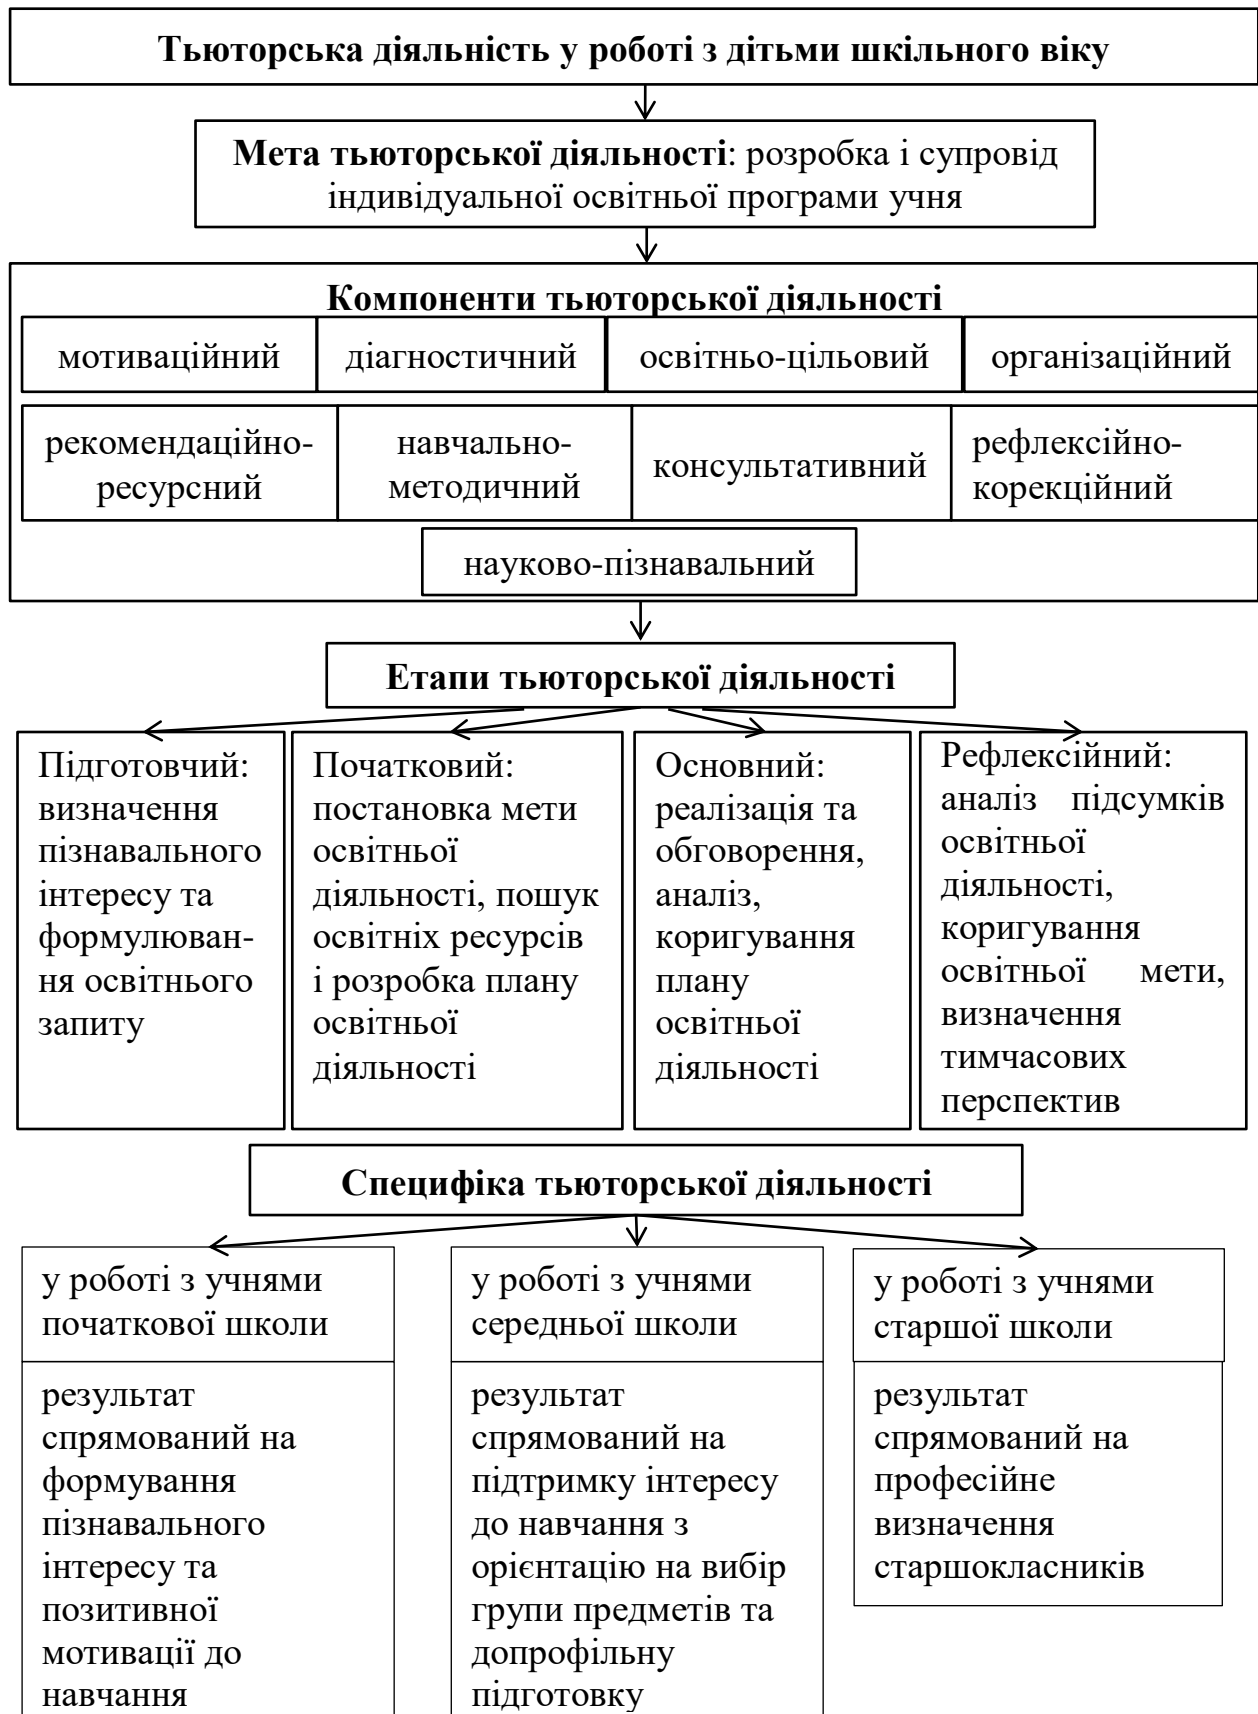 Тьюторська діяльність у роботі з дітьми шкільного віку
Мета тьюторської діяльності: розробка і супровід
індивідуальної освітньої програми учня
Компоненти тьюторської діяльності
мотиваційний
діагностичний
освітньо-цільовий
організаційний
рекомендаційно-
ресурсний
навчально-
методичний
консультативний
рефлексійно-
корекційний
науково-пізнавальний
Етапи тьюторської діяльності
Підготовчий:
визначення
пізнавального
інтересу та
формулюван-
ня освітнього
запиту
Початковий:
постановка мети
освітньої
діяльності, пошук
освітніх ресурсів
і розробка плану
освітньої
діяльності
Основний:
реалізація та
обговорення,
аналіз,
коригування
плану
освітньої
діяльності
Рефлексійний:
аналіз підсумків
освітньої
діяльності,
коригування
освітньої мети,
визначення
тимчасових
перспектив
Специфіка тьюторської діяльності
у роботі з учнями
початкової школи
результат
спрямований на
формування
пізнавального
інтересу та
позитивної
мотивації до
навчання
у роботі з учнями
середньої школи
результат
спрямований на
підтримку інтересу
до навчання з
орієнтацію на вибір
групи предметів та
допрофільну
підготовку
у роботі з учнями
старшої школи
результат
спрямований на
професійне
визначення
старшокласників